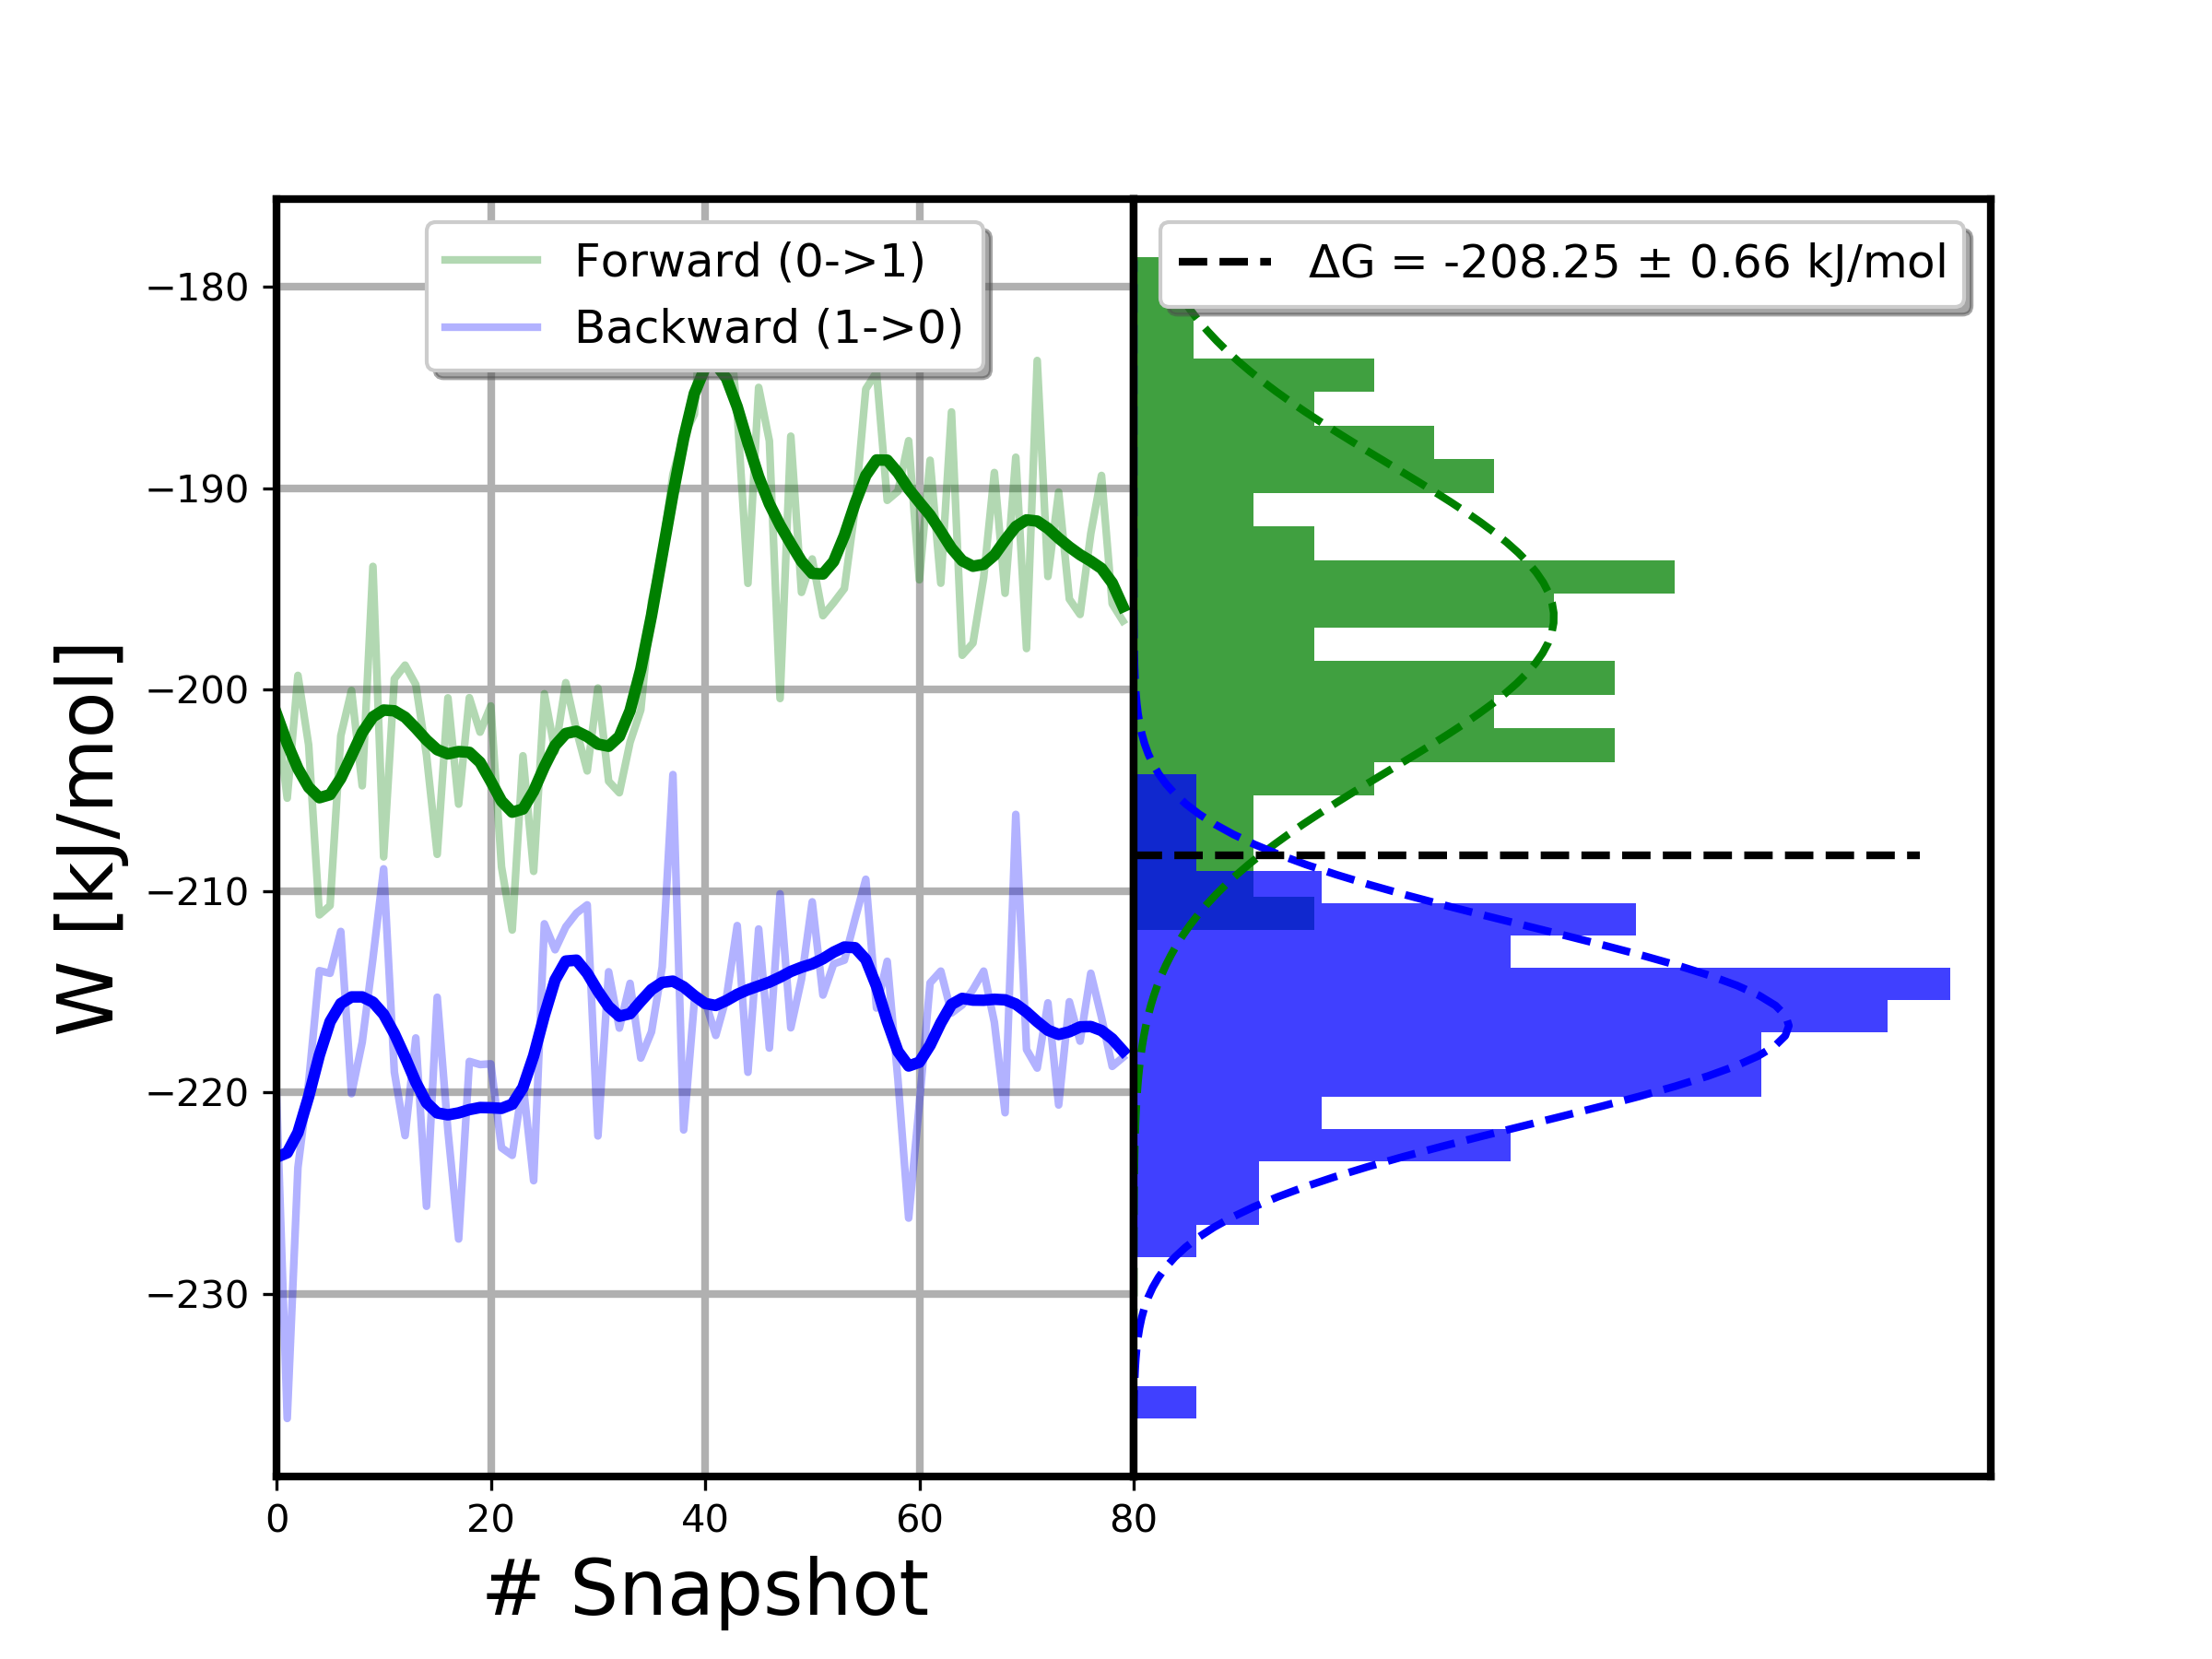 Forward (0->1)
Backward (1->0)
ΔG = -208.25 ± 0.66 kJ/mol
−180
−190
−200
−210
−220
−230
W [kJ/mol]
0 20 40 60 80
# Snapshot